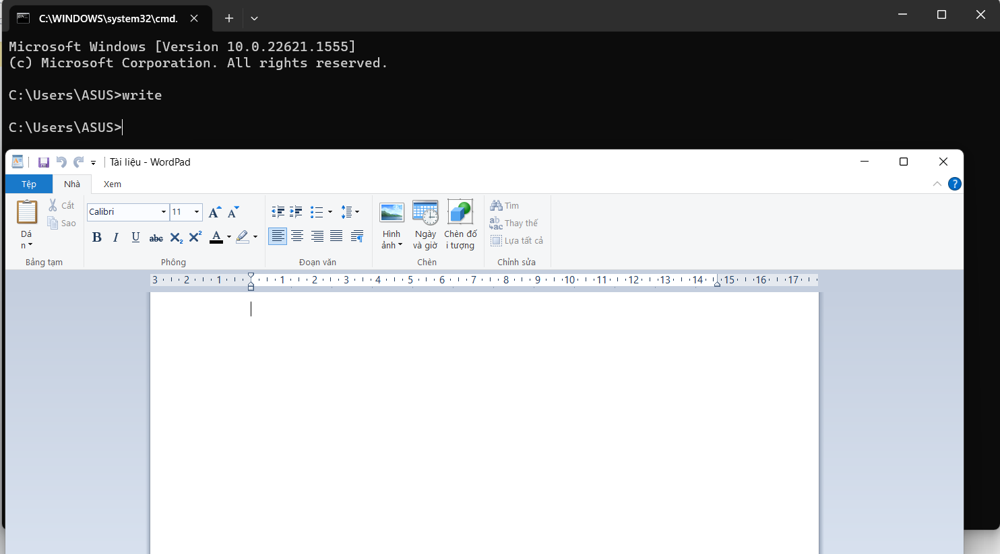 C:\WINDOWS\system32\cmd.
Microsoft Windows [Version 10.0.22621.1555]
(c) Microsoft Corporation. All rights reserved.
C:\Users\ASUS>write
C:\Users\ASUS>
Tài liệu - WordPad
Tệp Nhà Xem
Cắt
Sao
Dá
n
Bảng tạm
Calibri 11
B I U abc X₂ X² A
Phông
Đoạn văn
Hình
ảnh
Ngày
và giờ
Chèn đố
i tượng
Chèn
Tìm
Thay thế
Lựa tất cả
Chỉnh sửa
3 2 1 1 2 3 4 5 6 7 8 9 10 11 12 13 14 15 16 17